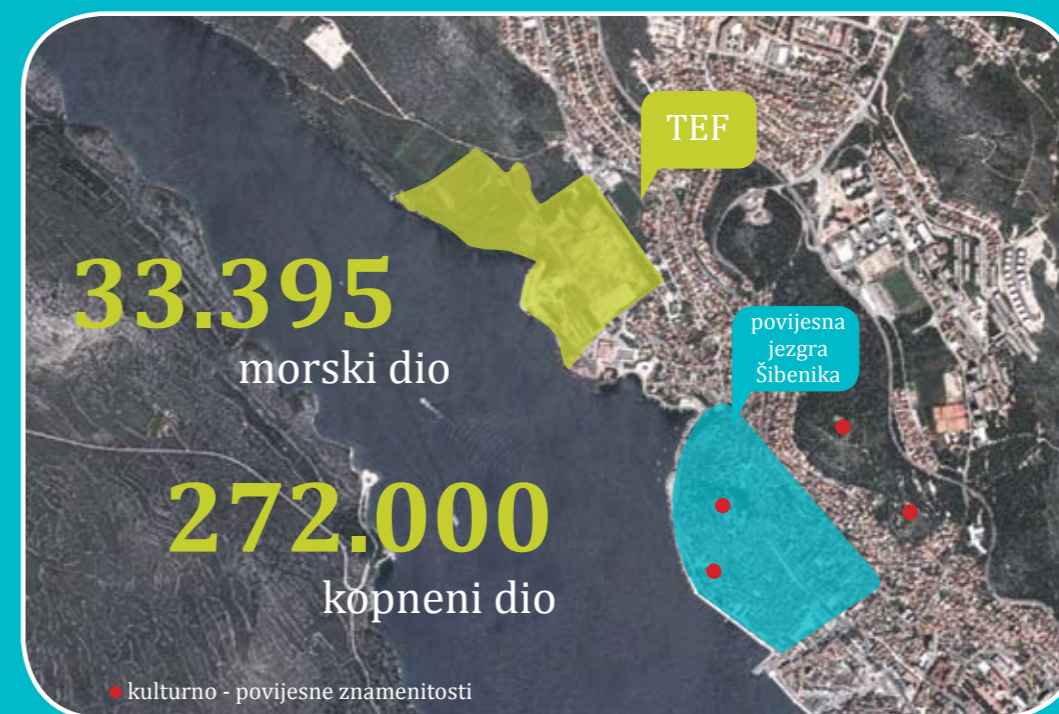 TEF
33.395
morski dio
povijesna
jezgra
Šibenika
272.000
kopneni dio
kulturno - povijesne znamenitosti